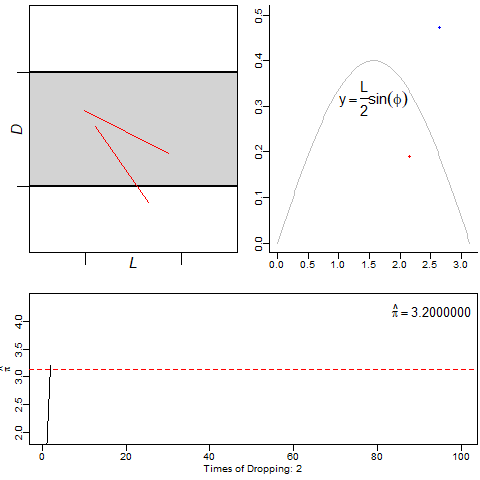 D
L
0.5
0.4
0.3
0.2
0.1
0.0
y = L/2 sin(ϕ)
0.0 0.5 1.0 1.5 2.0 2.5 3.0
4.0
3.5
3.0
2.5
2.0
π̂
π̂ = 3.2000000
0 20 40 60 80 100
Times of Dropping: 2